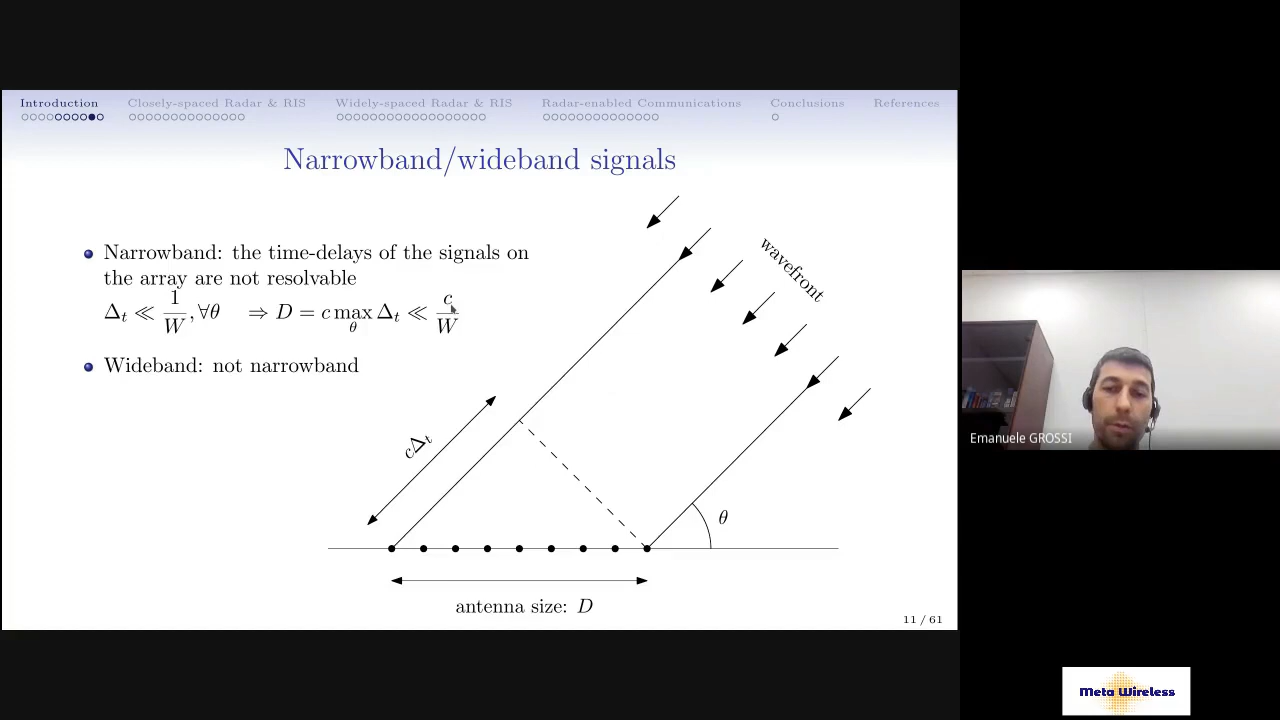 Introduction Closely-spaced Radar & RIS Widely-spaced Radar & RIS Radar-enabled Communications Conclusions References
Narrowband/wideband signals
Narrowband: the time-delays of the signals on
the array are not resolvable
Δt ≪ 1/W, ∀θ ⇒ D = c max_θ Δt ≪ c/W
Wideband: not narrowband
wavefront
cΔt
θ
antenna size: D
11 / 61
Emanuele GROSSI
Meta Wireless